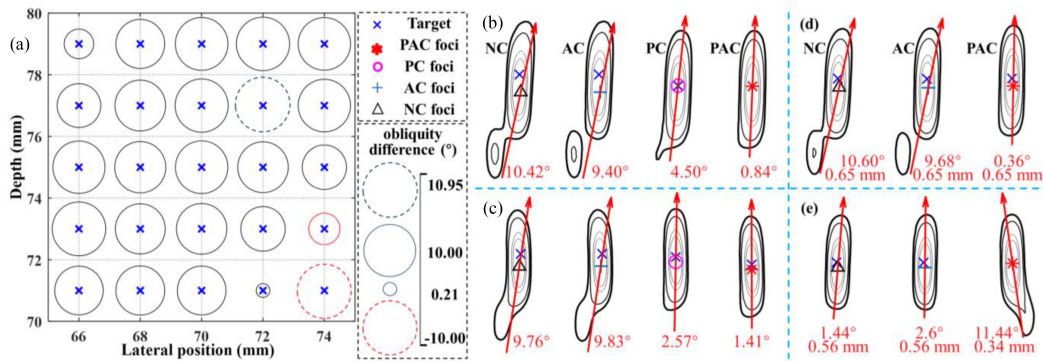 (a)
80
78
76
74
72
70
Depth (mm)
66 68 70 72 74
Lateral position (mm)
Target
PAC foci
PC foci
AC foci
NC foci
obliquity
difference (°)
10.95
10.00
0.21
-10.00
(b)
NC AC PC PAC
10.42° 9.40° 4.50° 0.84°
(c)
9.76° 9.83° 2.57° 1.41°
(d)
NC AC PAC
10.60° 9.68° 0.36°
0.65 mm 0.65 mm 0.65 mm
(e)
1.44° 2.6° 11.44°
0.56 mm 0.56 mm 0.34 mm